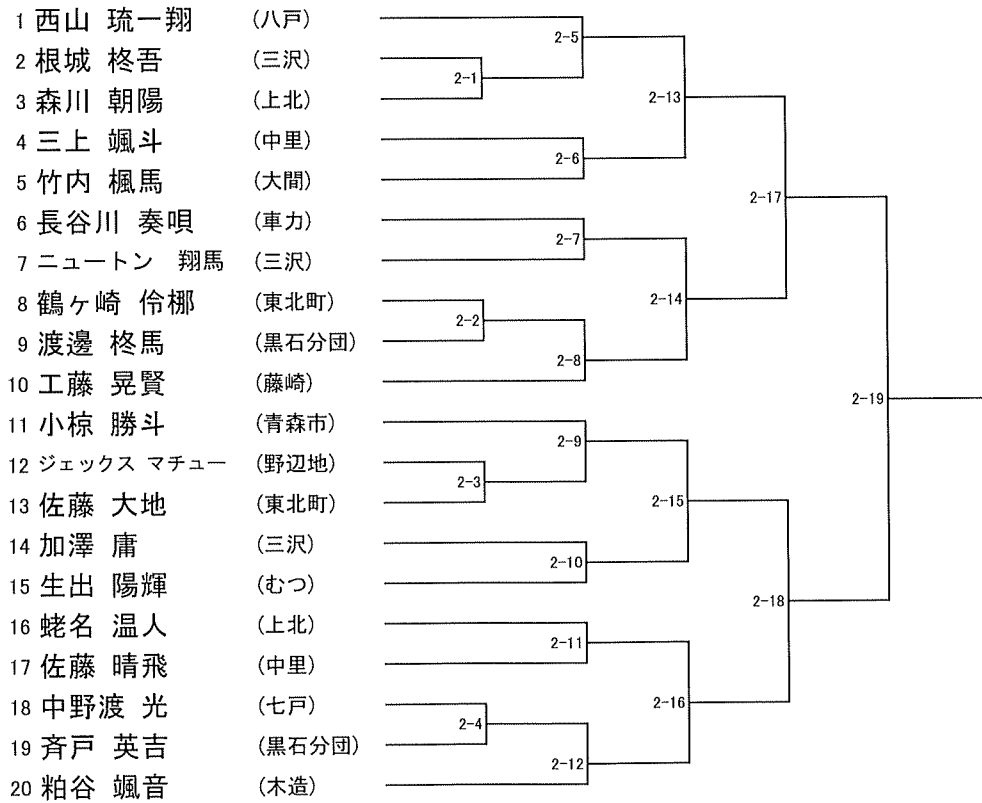 1 西山 琉一翔 (八戸)
2 根城 柊吾 (三沢)
3 森川 朝陽 (上北)
4 三上 颯斗 (中里)
5 竹内 楓馬 (大間)
6 長谷川 奏唄 (車力)
7 ニュートン 翔馬 (三沢)
8 鶴ヶ崎 伶梛 (東北町)
9 渡邊 柊馬 (黒石分団)
10 工藤 晃賢 (藤崎)
11 小椋 勝斗 (青森市)
12 ジェックス マチュー (野辺地)
13 佐藤 大地 (東北町)
14 加澤 庸 (三沢)
15 生出 陽輝 (むつ)
16 蛯名 温人 (上北)
17 佐藤 晴飛 (中里)
18 中野渡 光 (七戸)
19 斉戸 英吉 (黒石分団)
20 粕谷 颯音 (木造)
2-1
2-2
2-3
2-4
2-5
2-6
2-7
2-8
2-9
2-10
2-11
2-12
2-13
2-14
2-15
2-16
2-17
2-18
2-19